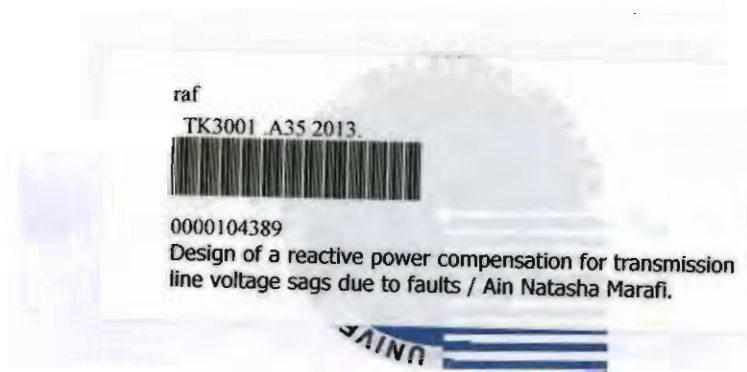 raf
TK3001 .A35 2013.
0000104389
Design of a reactive power compensation for transmission
line voltage sags due to faults / Ain Natasha Marafi.
UNIVE